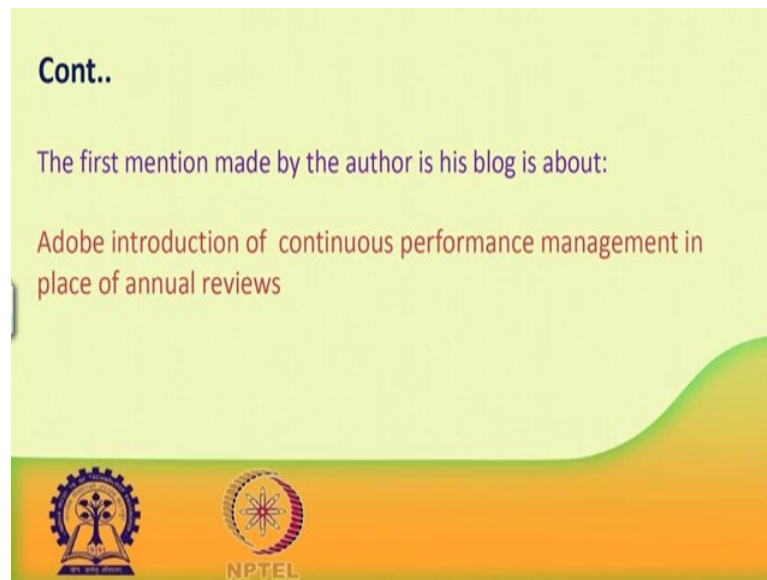 Cont..
The first mention made by the author is his blog is about:
Adobe introduction of continuous performance management in
place of annual reviews
NPTEL